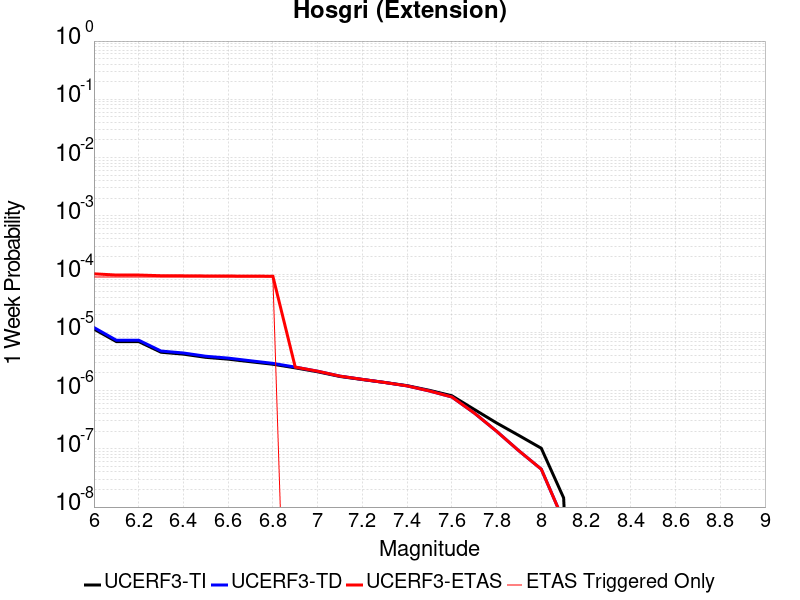 Hosgri (Extension)
10^0
10^-1
10^-2
10^-3
10^-4
10^-5
10^-6
10^-7
10^-8
1 Week Probability
6 6.2 6.4 6.6 6.8 7 7.2 7.4 7.6 7.8 8 8.2 8.4 8.6 8.8 9
Magnitude
UCERF3-TI UCERF3-TD UCERF3-ETAS ETAS Triggered Only